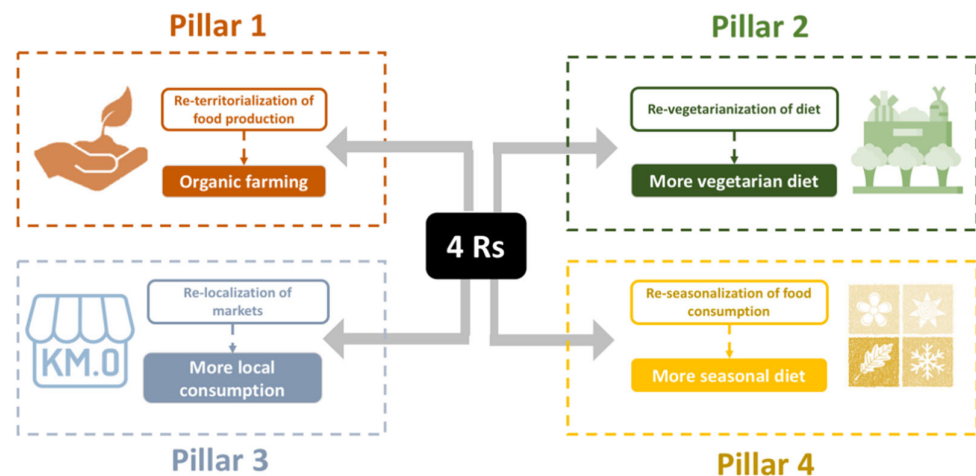 Pillar 1
Re-territorialization of
food production
Organic farming
Pillar 2
Re-vegetarianization of diet
More vegetarian diet
4 Rs
KM.0
Re-localization of
markets
More local
consumption
Pillar 3
Re-seasonalization of food
consumption
More seasonal diet
Pillar 4